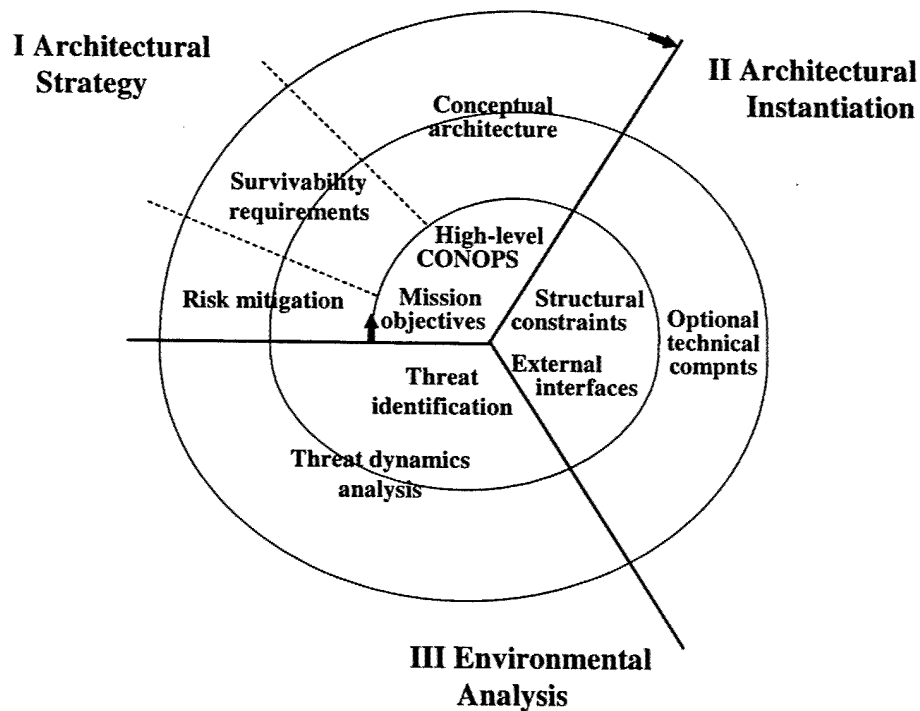 I Architectural
Strategy
II Architectural
Instantiation
Conceptual
architecture
Survivability
requirements
High-level
CONOPS
Risk mitigation
Mission
objectives
Structural
constraints
Optional
technical
compnts
External
interfaces
Threat
identification
Threat dynamics
analysis
III Environmental
Analysis